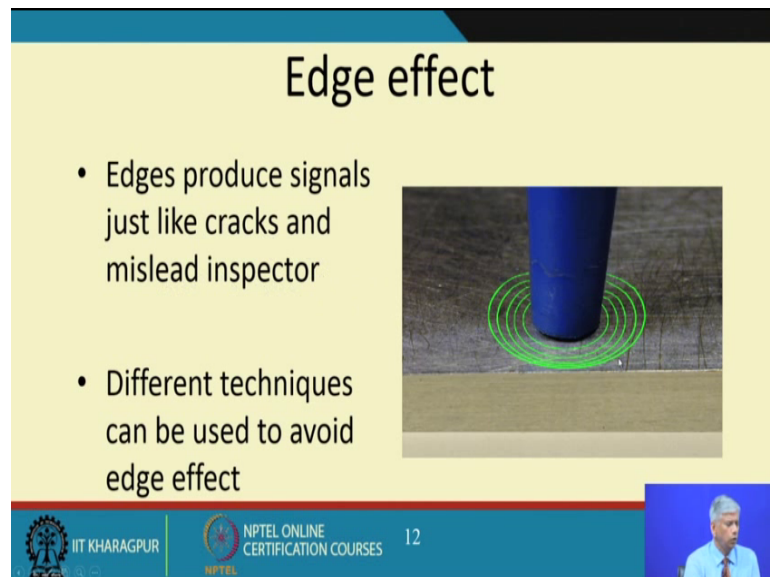 Edge effect
• Edges produce signals
just like cracks and
mislead inspector
• Different techniques
can be used to avoid
edge effect
IIT KHARAGPUR
NPTEL
NPTEL ONLINE
CERTIFICATION COURSES
12